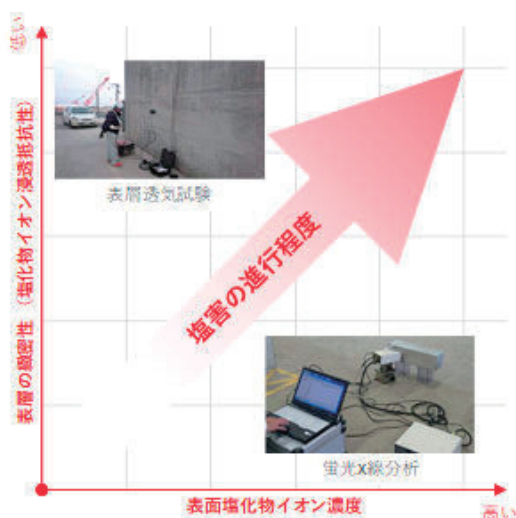 低い
表層の緻密性（塩化物イオン浸透抵抗性）
表層透気試験
塩害の進行程度
蛍光X線分析
表面塩化物イオン濃度
高い